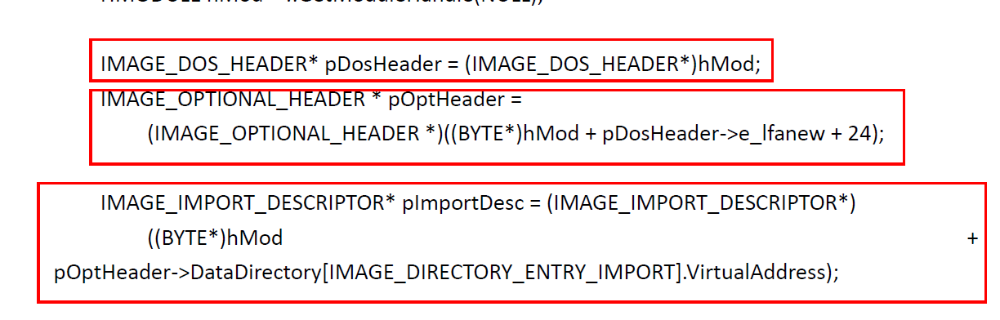 IMAGE_DOS_HEADER* pDosHeader = (IMAGE_DOS_HEADER*)hMod;
IMAGE_OPTIONAL_HEADER * pOptHeader =
(IMAGE_OPTIONAL_HEADER *)((BYTE*)hMod + pDosHeader->e_lfanew + 24);
IMAGE_IMPORT_DESCRIPTOR* pImportDesc = (IMAGE_IMPORT_DESCRIPTOR*)
((BYTE*)hMod +
pOptHeader->DataDirectory[IMAGE_DIRECTORY_ENTRY_IMPORT].VirtualAddress);